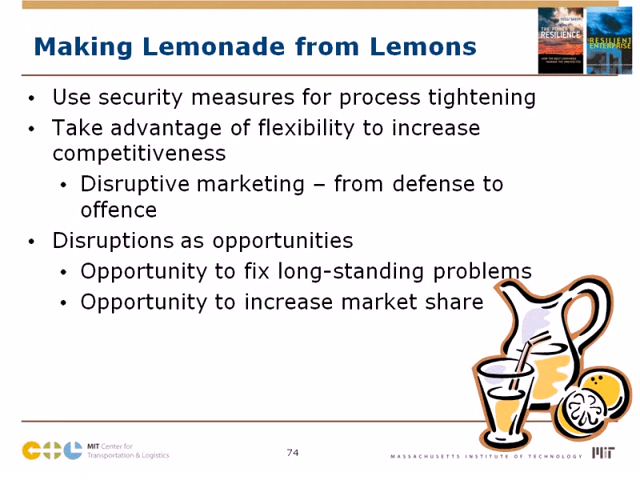 Making Lemonade from Lemons
RESILIENCE
RESILIENT
ENTERPRISE
• Use security measures for process tightening
• Take advantage of flexibility to increase
competitiveness
• Disruptive marketing – from defense to
offence
• Disruptions as opportunities
• Opportunity to fix long-standing problems
• Opportunity to increase market share
MIT Center for
Transportation & Logistics
74
MASSACHUSETTS INSTITUTE OF TECHNOLOGY
MIT